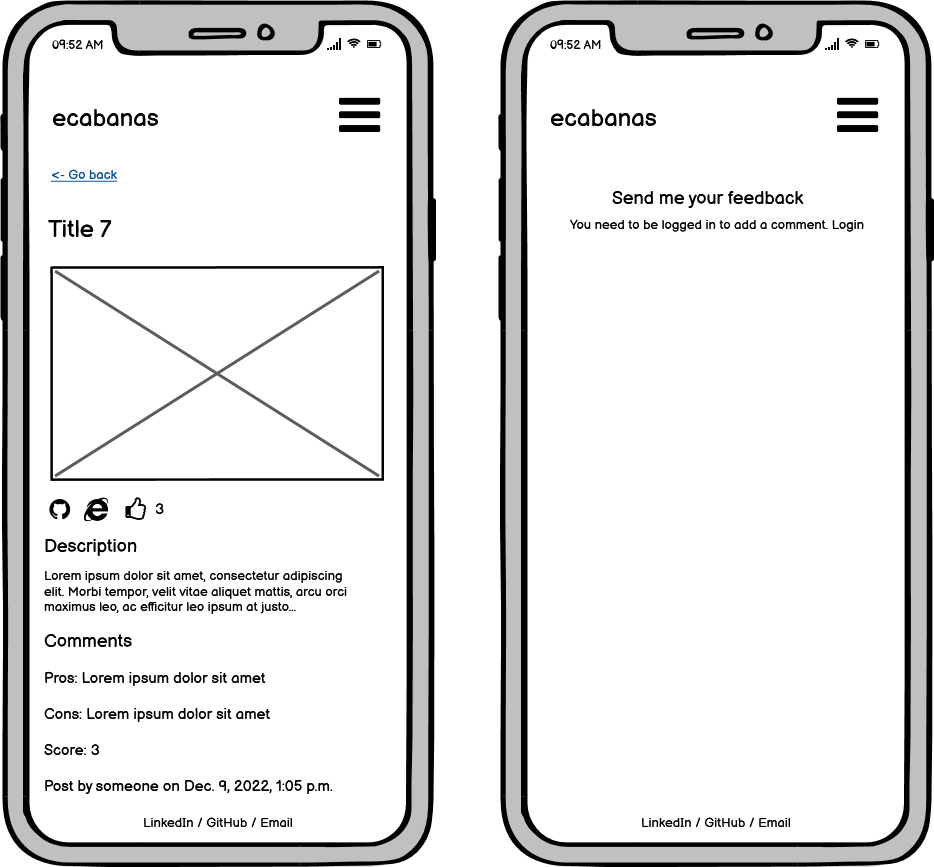 09:52 AM
ecabanas
<- Go back
Title 7
3
Description
Lorem ipsum dolor sit amet, consectetur adipiscing
elit. Morbi tempor, velit vitae aliquet mattis, arcu orci
maximus leo, ac efficitur leo ipsum at justo...
Comments
Pros: Lorem ipsum dolor sit amet
Cons: Lorem ipsum dolor sit amet
Score: 3
Post by someone on Dec. 9, 2022, 1:05 p.m.
LinkedIn / GitHub / Email
09:52 AM
ecabanas
Send me your feedback
You need to be logged in to add a comment. Login
LinkedIn / GitHub / Email